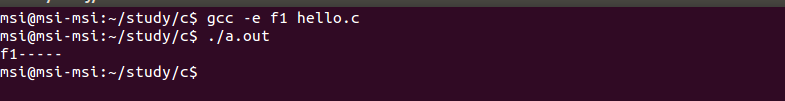 msi@msi-msi:~/study/c$ gcc -e f1 hello.c
msi@msi-msi:~/study/c$ ./a.out
f1-----
msi@msi-msi:~/study/c$